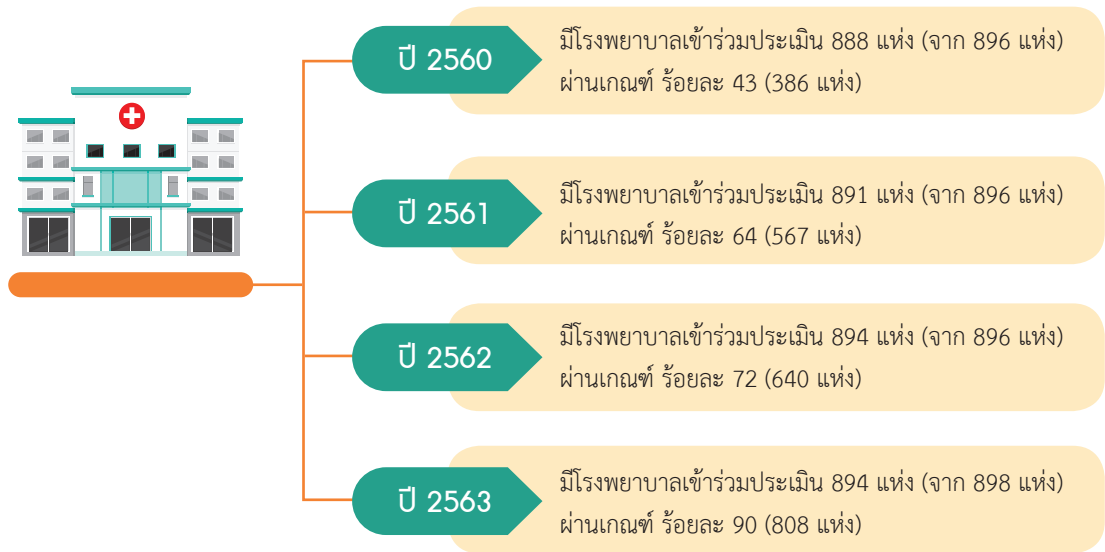 ปี 2560
มีโรงพยาบาลเข้าร่วมประเมิน 888 แห่ง (จาก 896 แห่ง)
ผ่านเกณฑ์ ร้อยละ 43 (386 แห่ง)
ปี 2561
มีโรงพยาบาลเข้าร่วมประเมิน 891 แห่ง (จาก 896 แห่ง)
ผ่านเกณฑ์ ร้อยละ 64 (567 แห่ง)
ปี 2562
มีโรงพยาบาลเข้าร่วมประเมิน 894 แห่ง (จาก 896 แห่ง)
ผ่านเกณฑ์ ร้อยละ 72 (640 แห่ง)
ปี 2563
มีโรงพยาบาลเข้าร่วมประเมิน 894 แห่ง (จาก 898 แห่ง)
ผ่านเกณฑ์ ร้อยละ 90 (808 แห่ง)